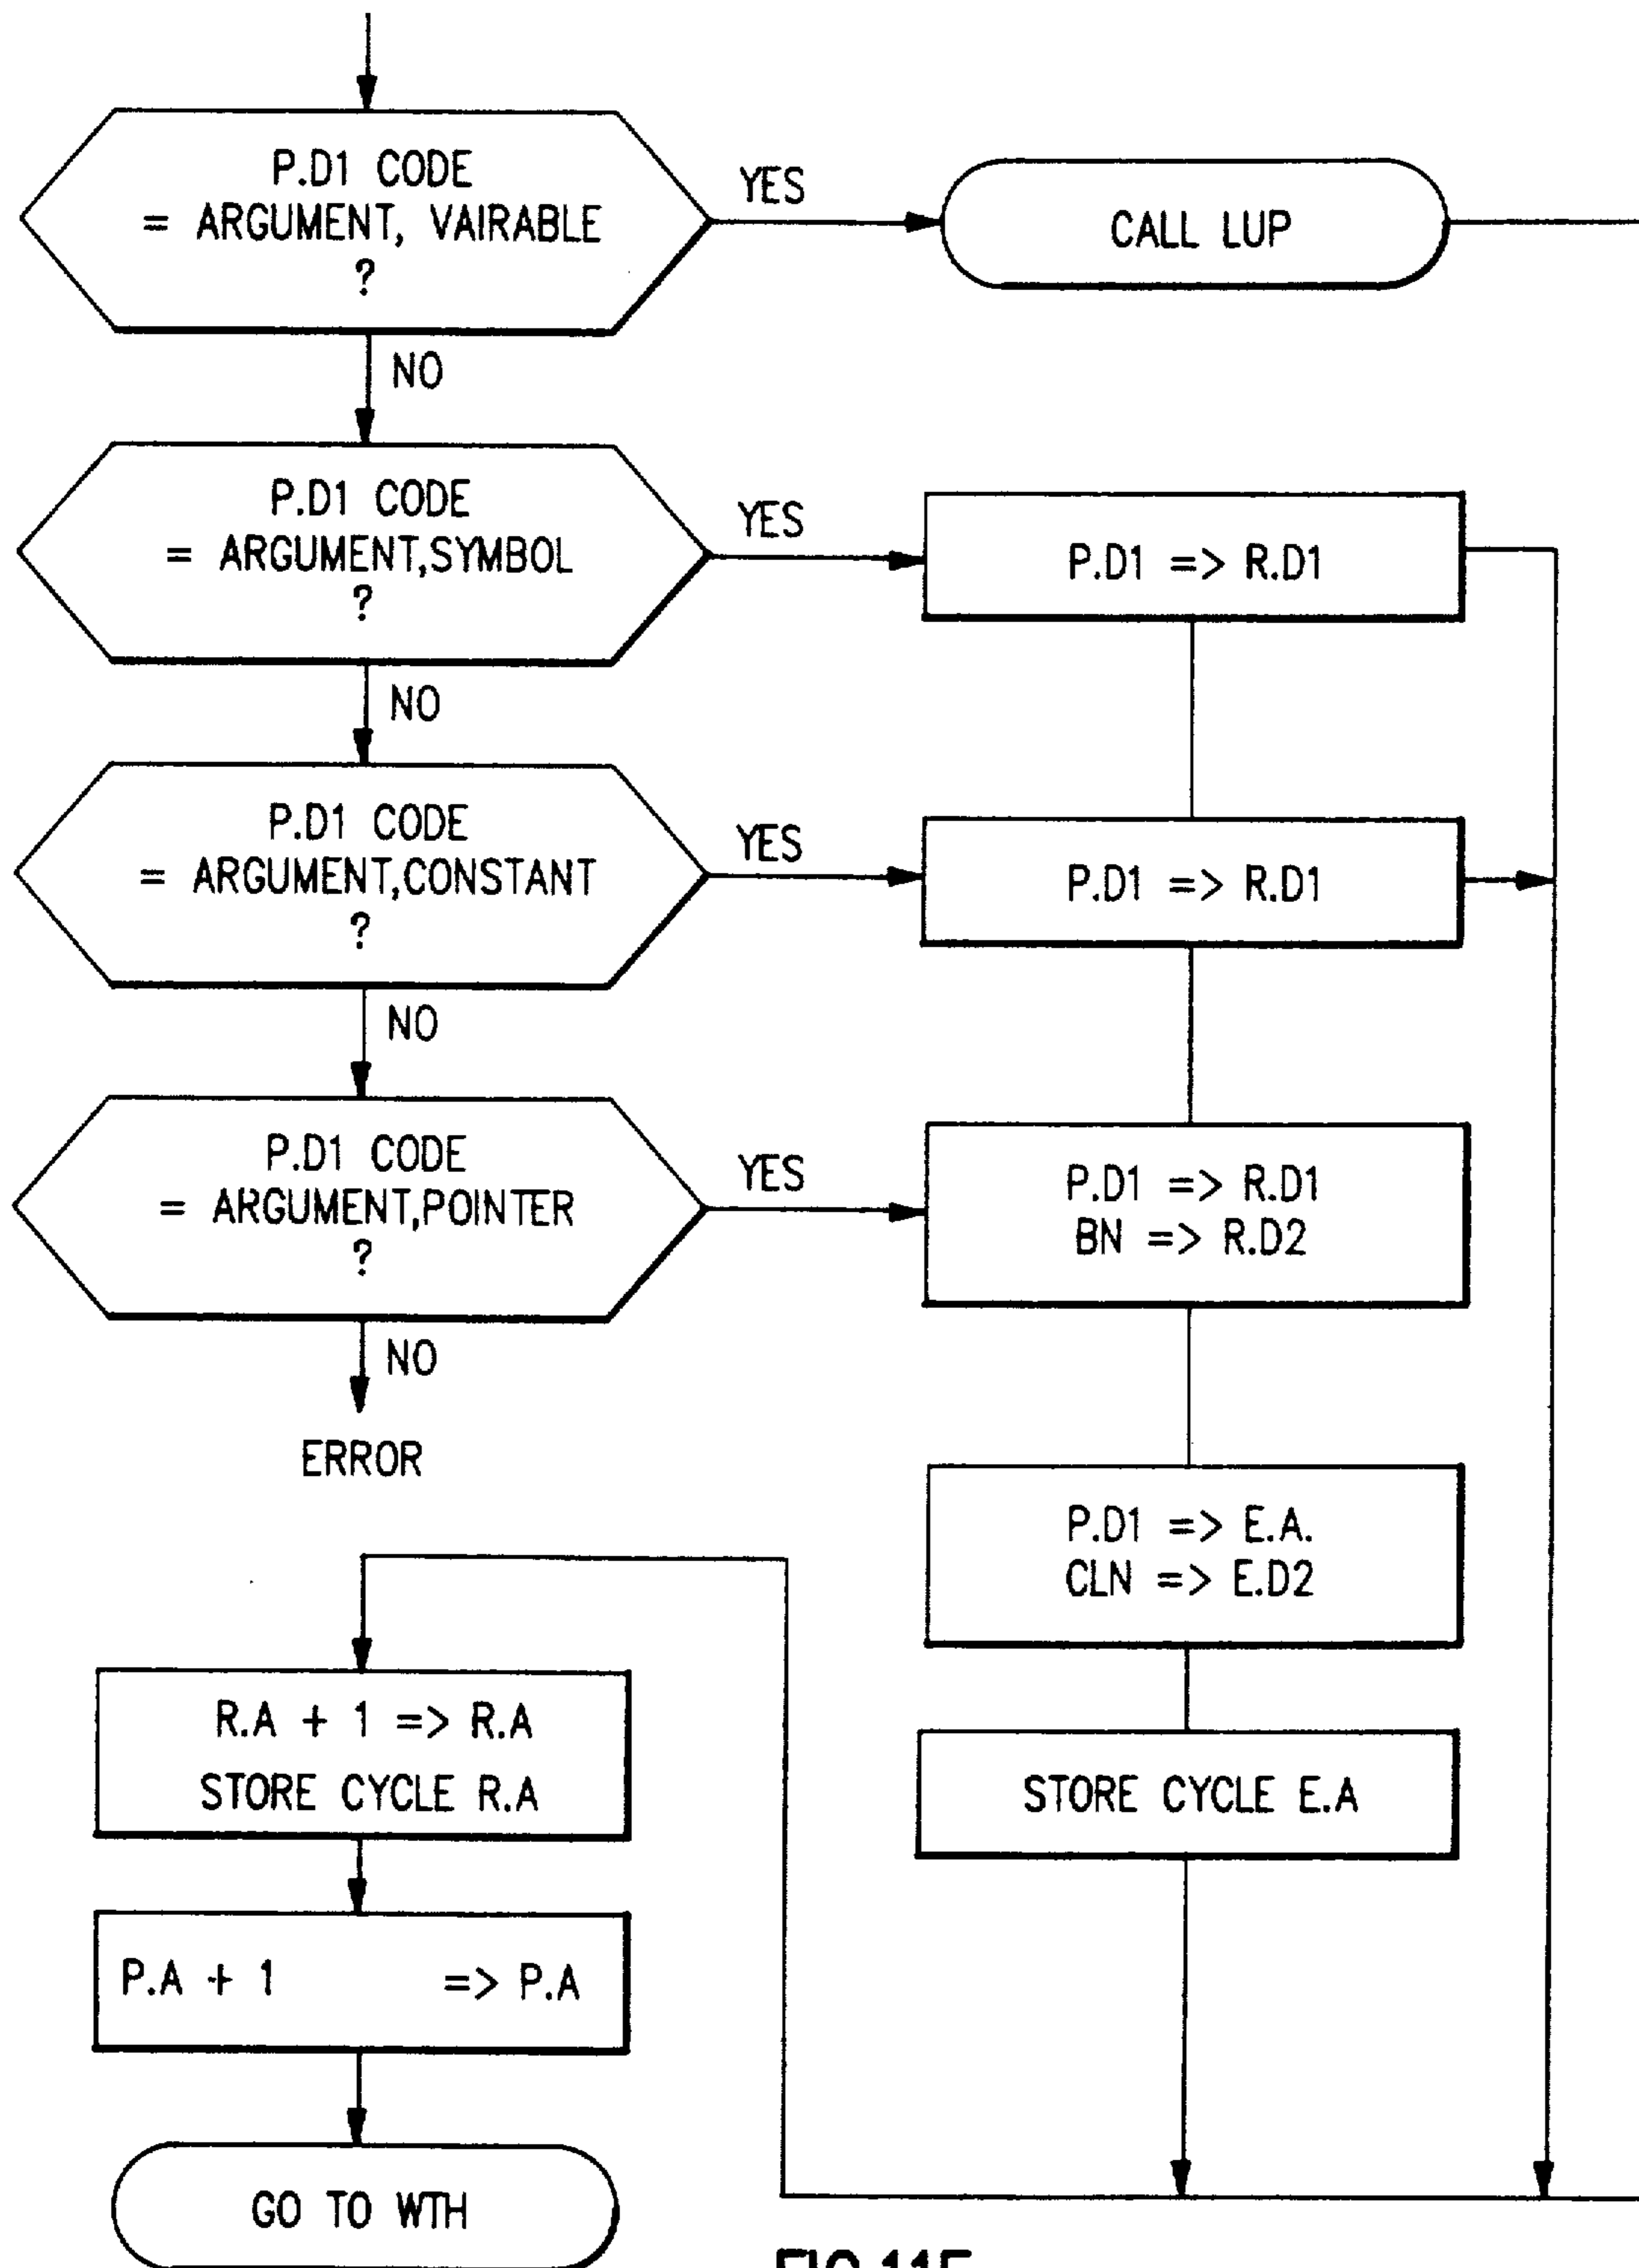 P.D1 CODE
= ARGUMENT, VAIRABLE
?
YES
CALL LUP
NO
P.D1 CODE
= ARGUMENT,SYMBOL
?
YES
P.D1 => R.D1
NO
P.D1 CODE
= ARGUMENT,CONSTANT
?
YES
P.D1 => R.D1
NO
P.D1 CODE
= ARGUMENT,POINTER
?
YES
P.D1 => R.D1
BN => R.D2
NO
ERROR
P.D1 => E.A.
CLN => E.D2
R.A + 1 => R.A
STORE CYCLE R.A
STORE CYCLE E.A
P.A + 1 => P.A
GO TO WTH